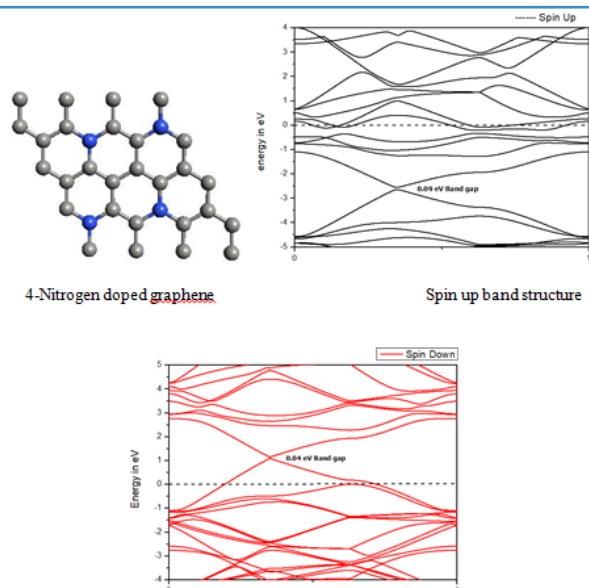 ------ Spin Up
4
3
2
1
0
-1
-2
-3
-4
-5
energy in eV
0.09 eV Band gap
0
1
4-Nitrogen doped graphene
Spin up band structure
Spin Down
5
4
3
2
1
0
-1
-2
-3
-4
Energy in eV
0.04 eV Band gap